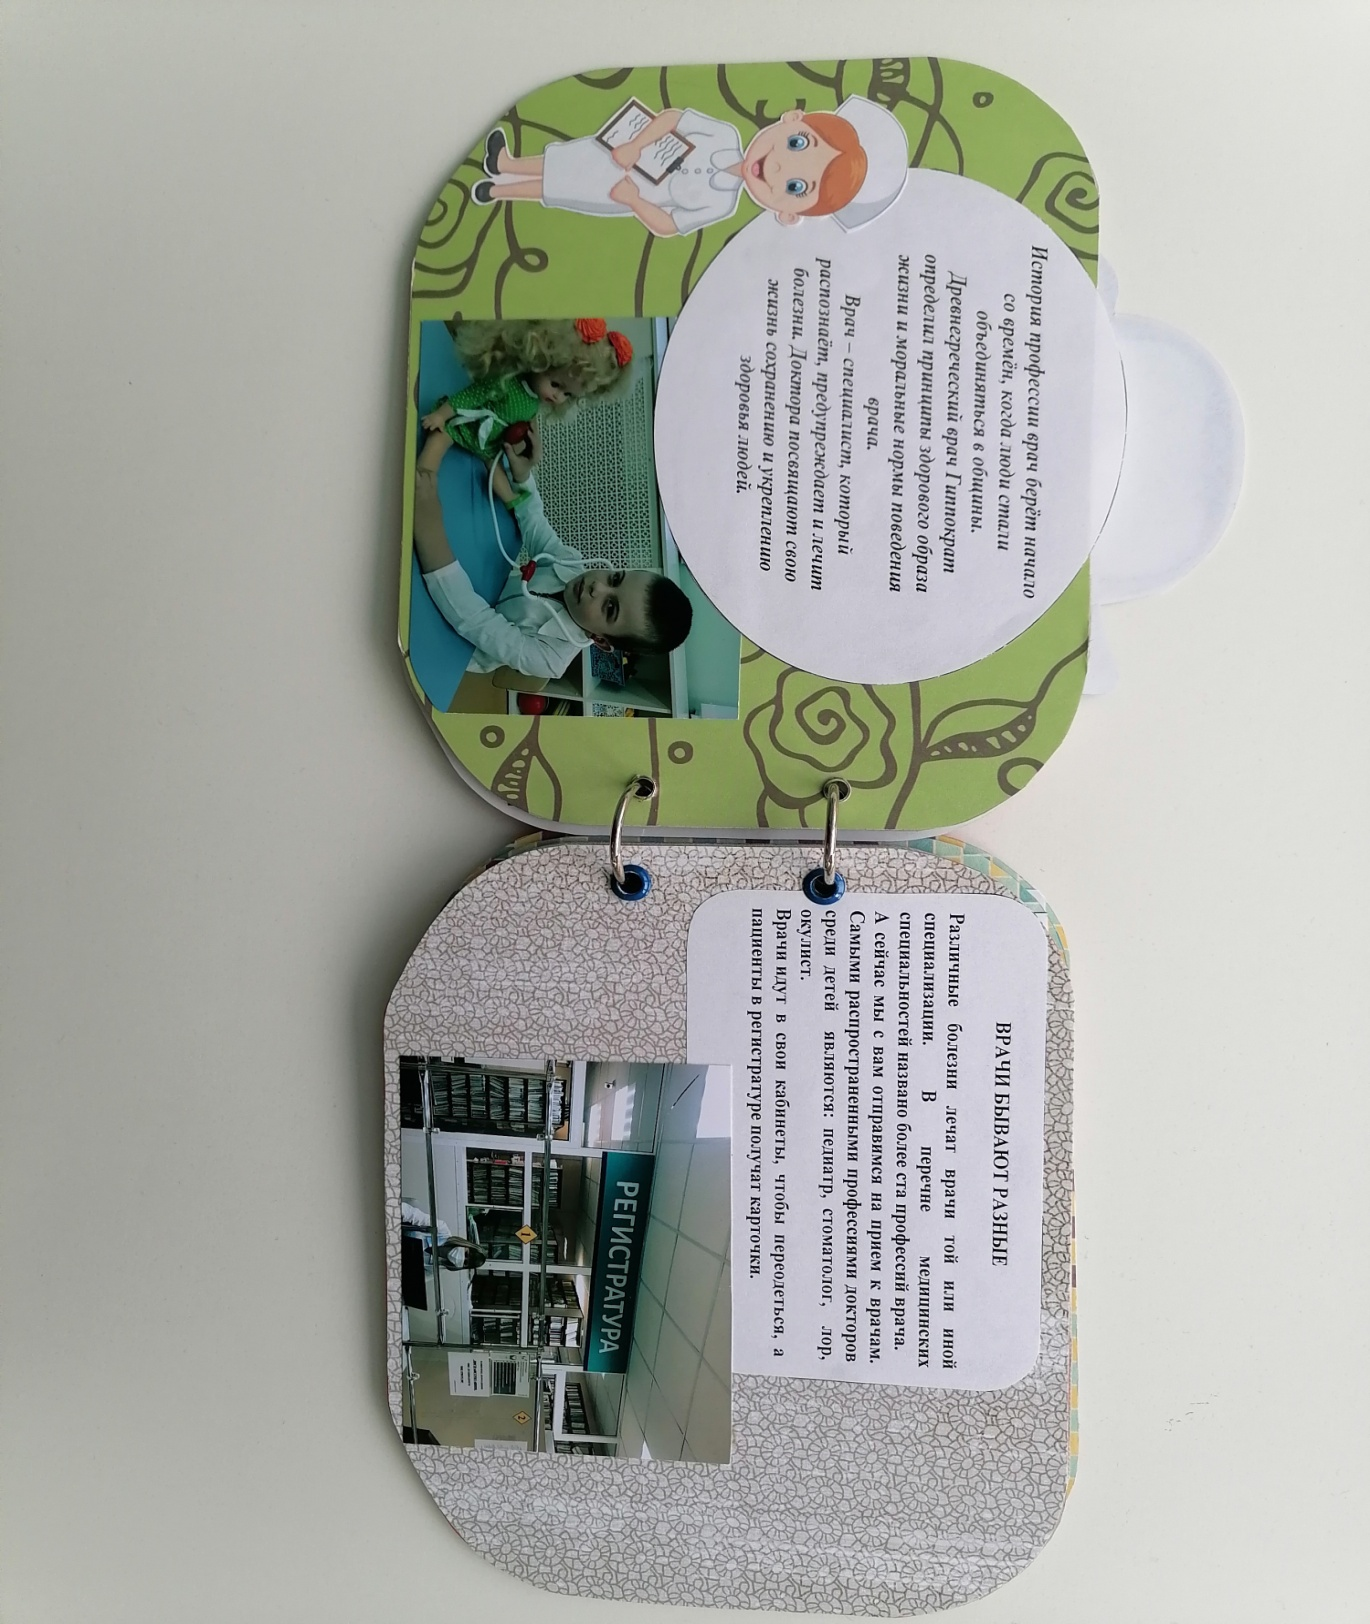 История профессии врач берёт начало
со времён, когда люди стали
объединяться в общины.
Древнегреческий врач Гиппократ
определил принципы здорового образа
жизни и моральные нормы поведения
врача.
Врач – специалист, который
распознаёт, предупреждает и лечит
болезни. Доктора посвящают свою
жизнь сохранению и укреплению
здоровья людей.
ВРАЧИ БЫВАЮТ РАЗНЫЕ
Различные болезни лечат врачи той или иной
специализации. В перечне медицинских
специальностей названо более ста профессий врача.
А сейчас мы с вам отправимся на прием к врачам.
Самыми распространенными профессиями докторов
среди детей являются: педиатр, стоматолог, лор,
окулист.
Врачи идут в свои кабинеты, чтобы переодеться, а
пациенты в регистратуре получат карточки.
РЕГИСТРАТУРА
1
2